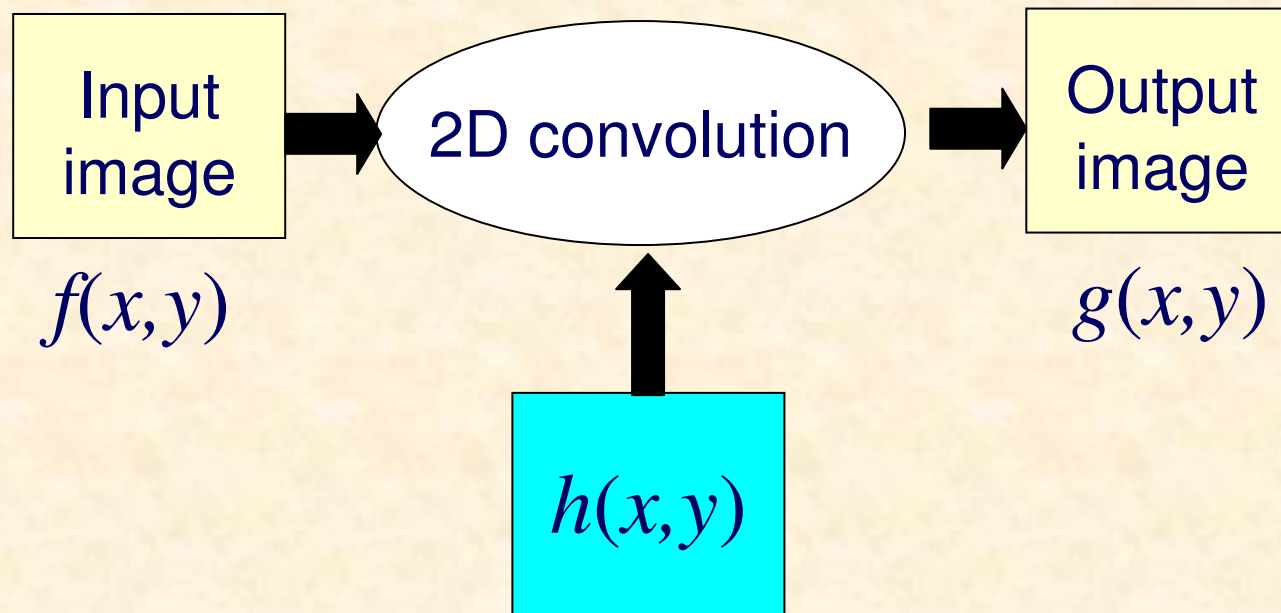 Input
image
f(x,y)
2D convolution
Output
image
g(x,y)
h(x,y)